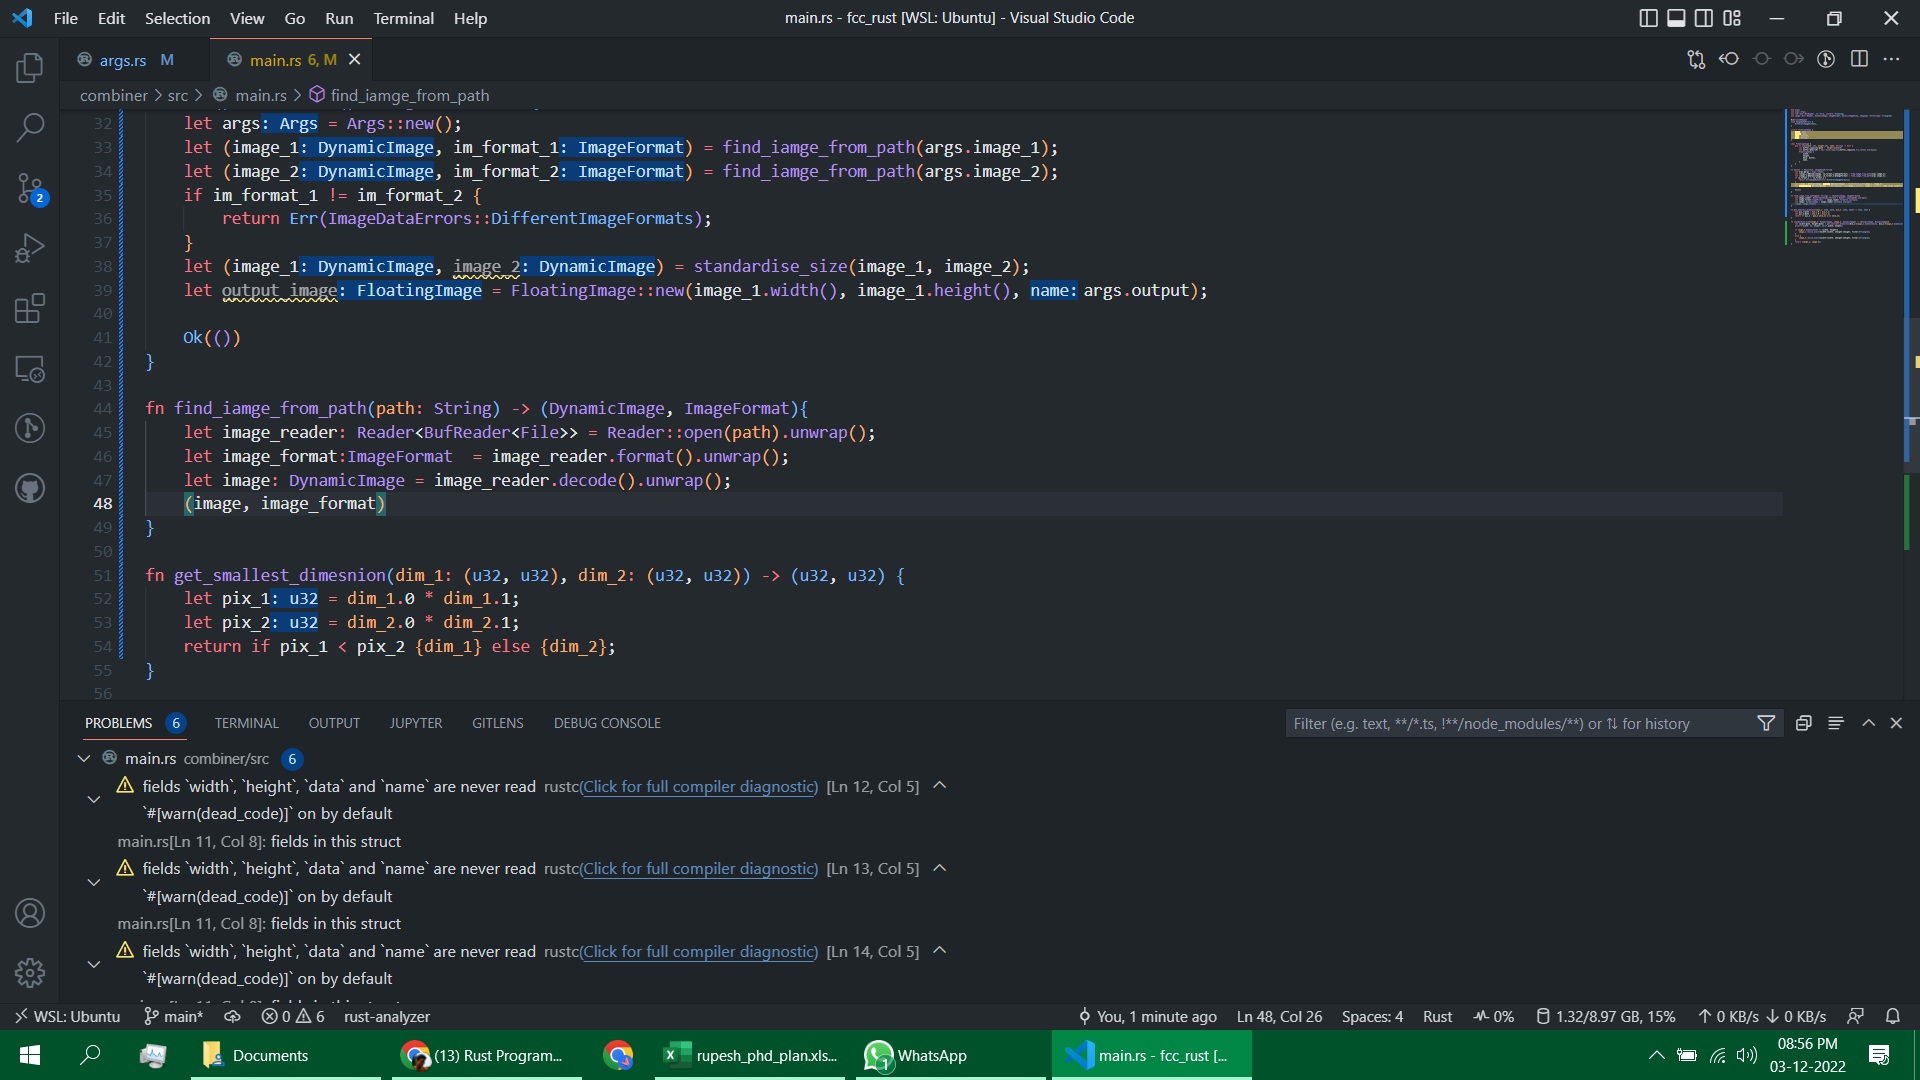 File Edit Selection View Go Run Terminal Help
main.rs - fcc_rust [WSL: Ubuntu] - Visual Studio Code
args.rs M
main.rs 6, M
combiner > src > main.rs > find_iamge_from_path
32 let args: Args = Args::new();
33 let (image_1: DynamicImage, im_format_1: ImageFormat) = find_iamge_from_path(args.image_1);
34 let (image_2: DynamicImage, im_format_2: ImageFormat) = find_iamge_from_path(args.image_2);
35 if im_format_1 != im_format_2 {
36 return Err(ImageDataErrors::DifferentImageFormats);
37 }
38 let (image_1: DynamicImage, image_2: DynamicImage) = standardise_size(image_1, image_2);
39 let output_image: FloatingImage = FloatingImage::new(image_1.width(), image_1.height(), name: args.output);
40
41 Ok(())
42 }
43
44 fn find_iamge_from_path(path: String) -> (DynamicImage, ImageFormat){
45 let image_reader: Reader<BufReader<File>> = Reader::open(path).unwrap();
46 let image_format:ImageFormat  = image_reader.format().unwrap();
47 let image: DynamicImage = image_reader.decode().unwrap();
48 (image, image_format)
49 }
50
51 fn get_smallest_dimesnion(dim_1: (u32, u32), dim_2: (u32, u32)) -> (u32, u32) {
52 let pix_1: u32 = dim_1.0 * dim_1.1;
53 let pix_2: u32 = dim_2.0 * dim_2.1;
54 return if pix_1 < pix_2 {dim_1} else {dim_2};
55 }
56
PROBLEMS 6 TERMINAL OUTPUT JUPYTER GITLENS DEBUG CONSOLE
Filter (e.g. text, **/*.ts, !**/node_modules/**) or ⇅ for history
main.rs combiner/src 6
fields `width`, `height`, `data` and `name` are never read rustc(Click for full compiler diagnostic) [Ln 12, Col 5]
`#[warn(dead_code)]` on by default
main.rs[Ln 11, Col 8]: fields in this struct
fields `width`, `height`, `data` and `name` are never read rustc(Click for full compiler diagnostic) [Ln 13, Col 5]
`#[warn(dead_code)]` on by default
main.rs[Ln 11, Col 8]: fields in this struct
fields `width`, `height`, `data` and `name` are never read rustc(Click for full compiler diagnostic) [Ln 14, Col 5]
`#[warn(dead_code)]` on by default
2
WSL: Ubuntu main* 0 6 rust-analyzer
You, 1 minute ago Ln 48, Col 26 Spaces: 4 Rust 0% 1.32/8.97 GB, 15% ↑ 0 KB/s ↓ 0 KB/s
Documents
(13) Rust Program...
rupesh_phd_plan.xls...
1 WhatsApp
main.rs - fcc_rust [...
08:56 PM
03-12-2022